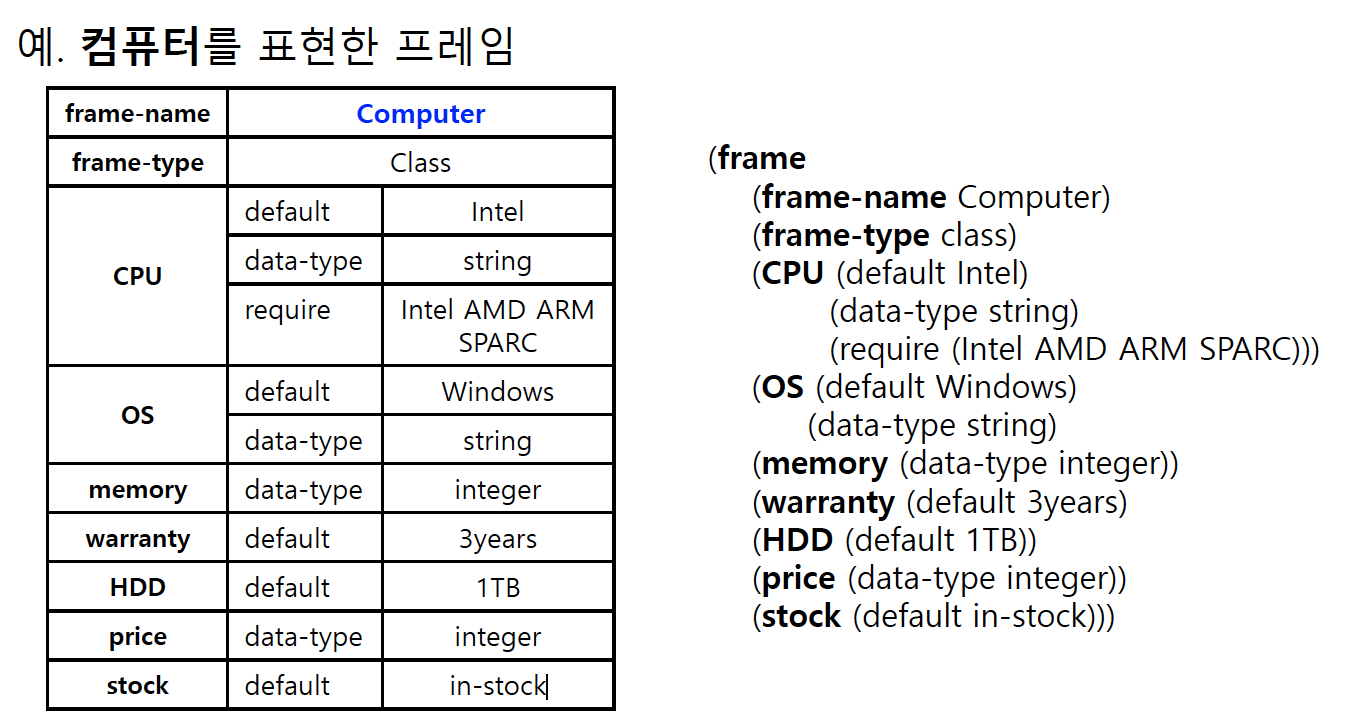 예. 컴퓨터를 표현한 프레임
frame-name Computer
frame-type Class
CPU
default Intel
data-type string
require Intel AMD ARM
SPARC
OS
default Windows
data-type string
memory data-type integer
warranty default 3years
HDD default 1TB
price data-type integer
stock default in-stock
(frame
(frame-name Computer)
(frame-type class)
(CPU (default Intel)
(data-type string)
(require (Intel AMD ARM SPARC)))
(OS (default Windows)
(data-type string)
(memory (data-type integer))
(warranty (default 3years)
(HDD (default 1TB))
(price (data-type integer))
(stock (default in-stock)))